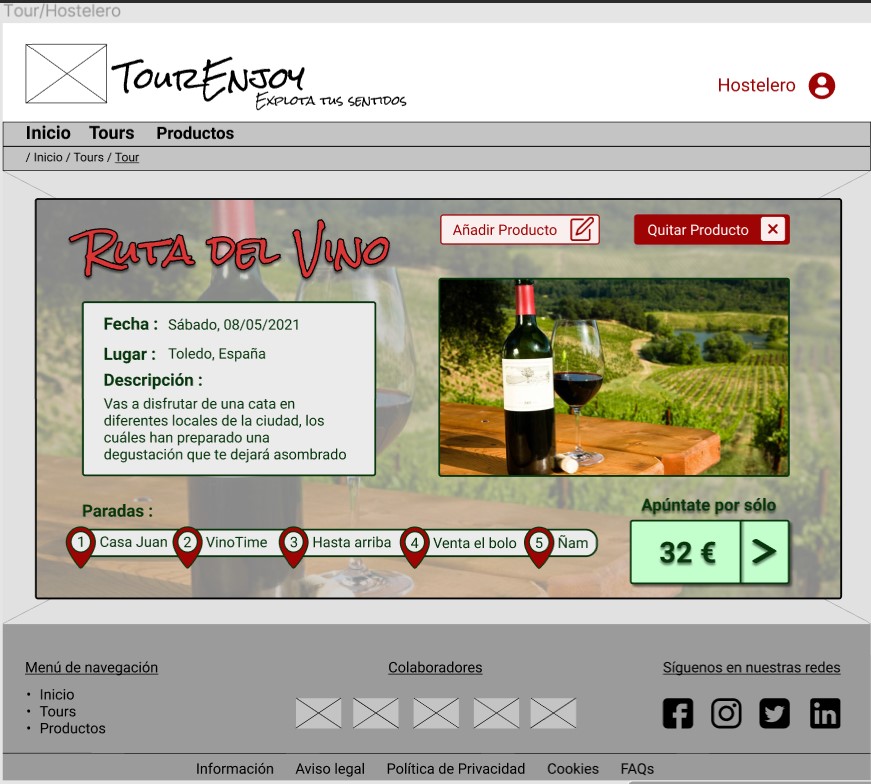 Tour/Hostelero
TourEnjoy
Explota tus sentidos
Hostelero
Inicio Tours Productos
/ Inicio / Tours / Tour
Ruta del Vino
Añadir Producto
Quitar Producto
Fecha : Sábado, 08/05/2021
Lugar : Toledo, España
Descripción :
Vas a disfrutar de una cata en
diferentes locales de la ciudad, los
cuáles han preparado una
degustación que te dejará asombrado
Paradas :
1 Casa Juan 2 VinoTime 3 Hasta arriba 4 Venta el bolo 5 Ñam
Apúntate por sólo
32 € >
Menú de navegación
• Inicio
• Tours
• Productos
Colaboradores
Síguenos en nuestras redes
Información Aviso legal Política de Privacidad Cookies FAQs